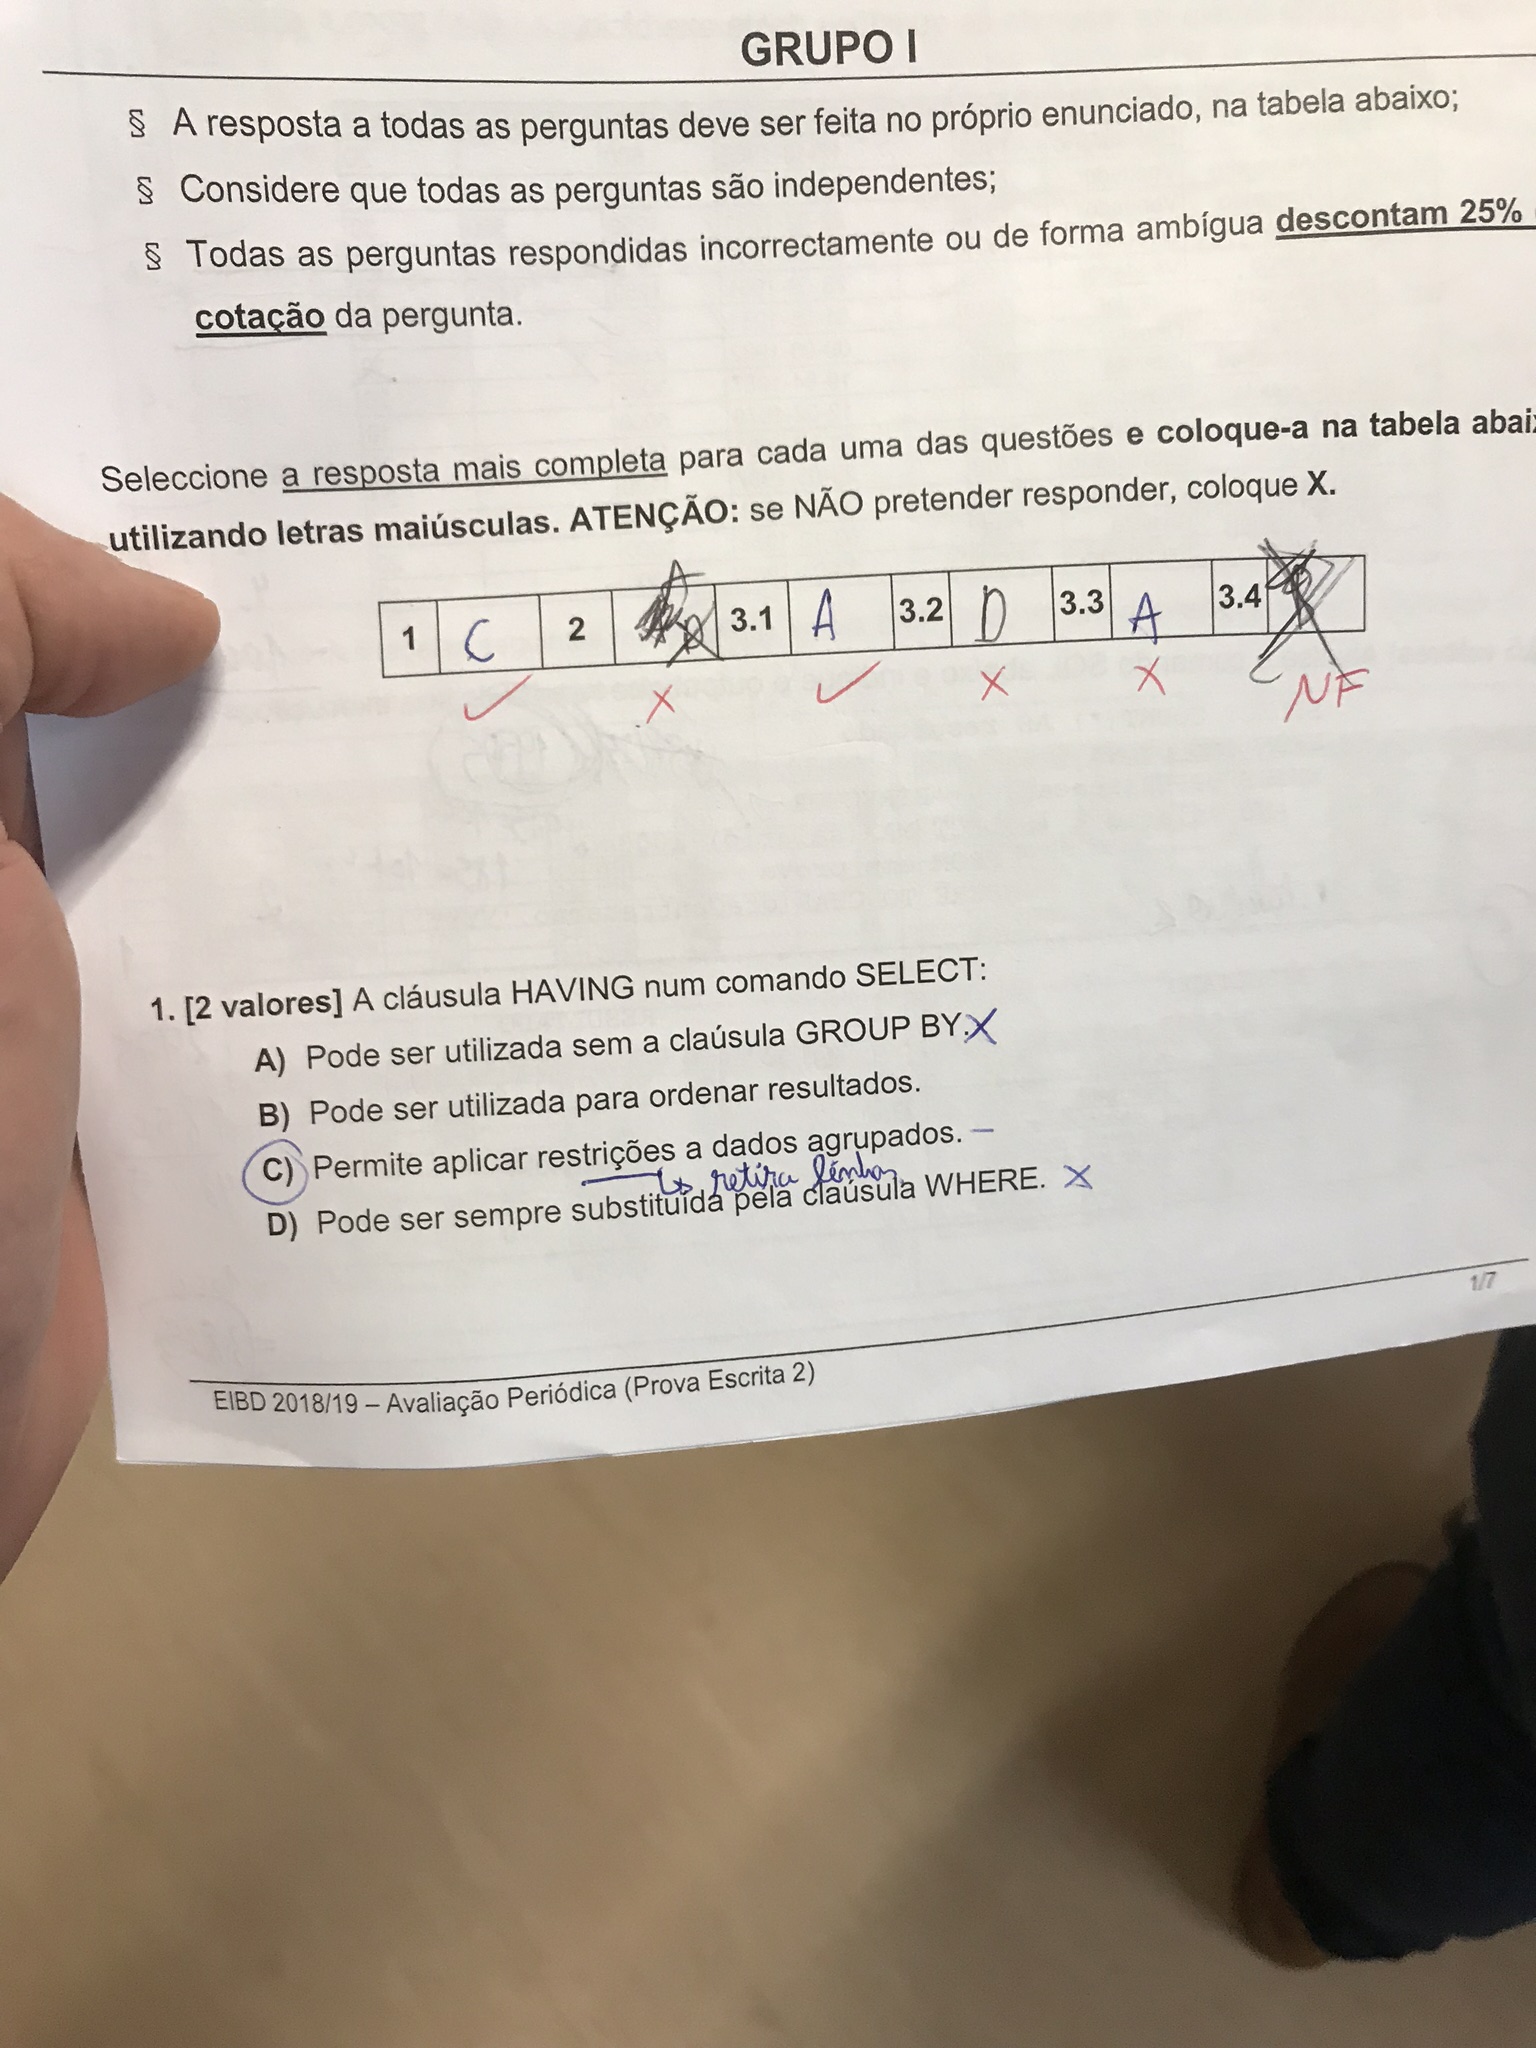 GRUPO I
§ A resposta a todas as perguntas deve ser feita no próprio enunciado, na tabela abaixo;
§ Considere que todas as perguntas são independentes;
§ Todas as perguntas respondidas incorrectamente ou de forma ambígua descontam 25%
cotação da pergunta.
Seleccione a resposta mais completa para cada uma das questões e coloque-a na tabela abaix
utilizando letras maiúsculas. ATENÇÃO: se NÃO pretender responder, coloque X.
1 C 2 A 3.1 A 3.2 D 3.3 A 3.4
NF
1. [2 valores] A cláusula HAVING num comando SELECT:
A) Pode ser utilizada sem a claúsula GROUP BY. X
B) Pode ser utilizada para ordenar resultados.
C) Permite aplicar restrições a dados agrupados. —
↳ retira linhas
D) Pode ser sempre substituída pela claúsula WHERE. X
1/7
EIBD 2018/19 – Avaliação Periódica (Prova Escrita 2)